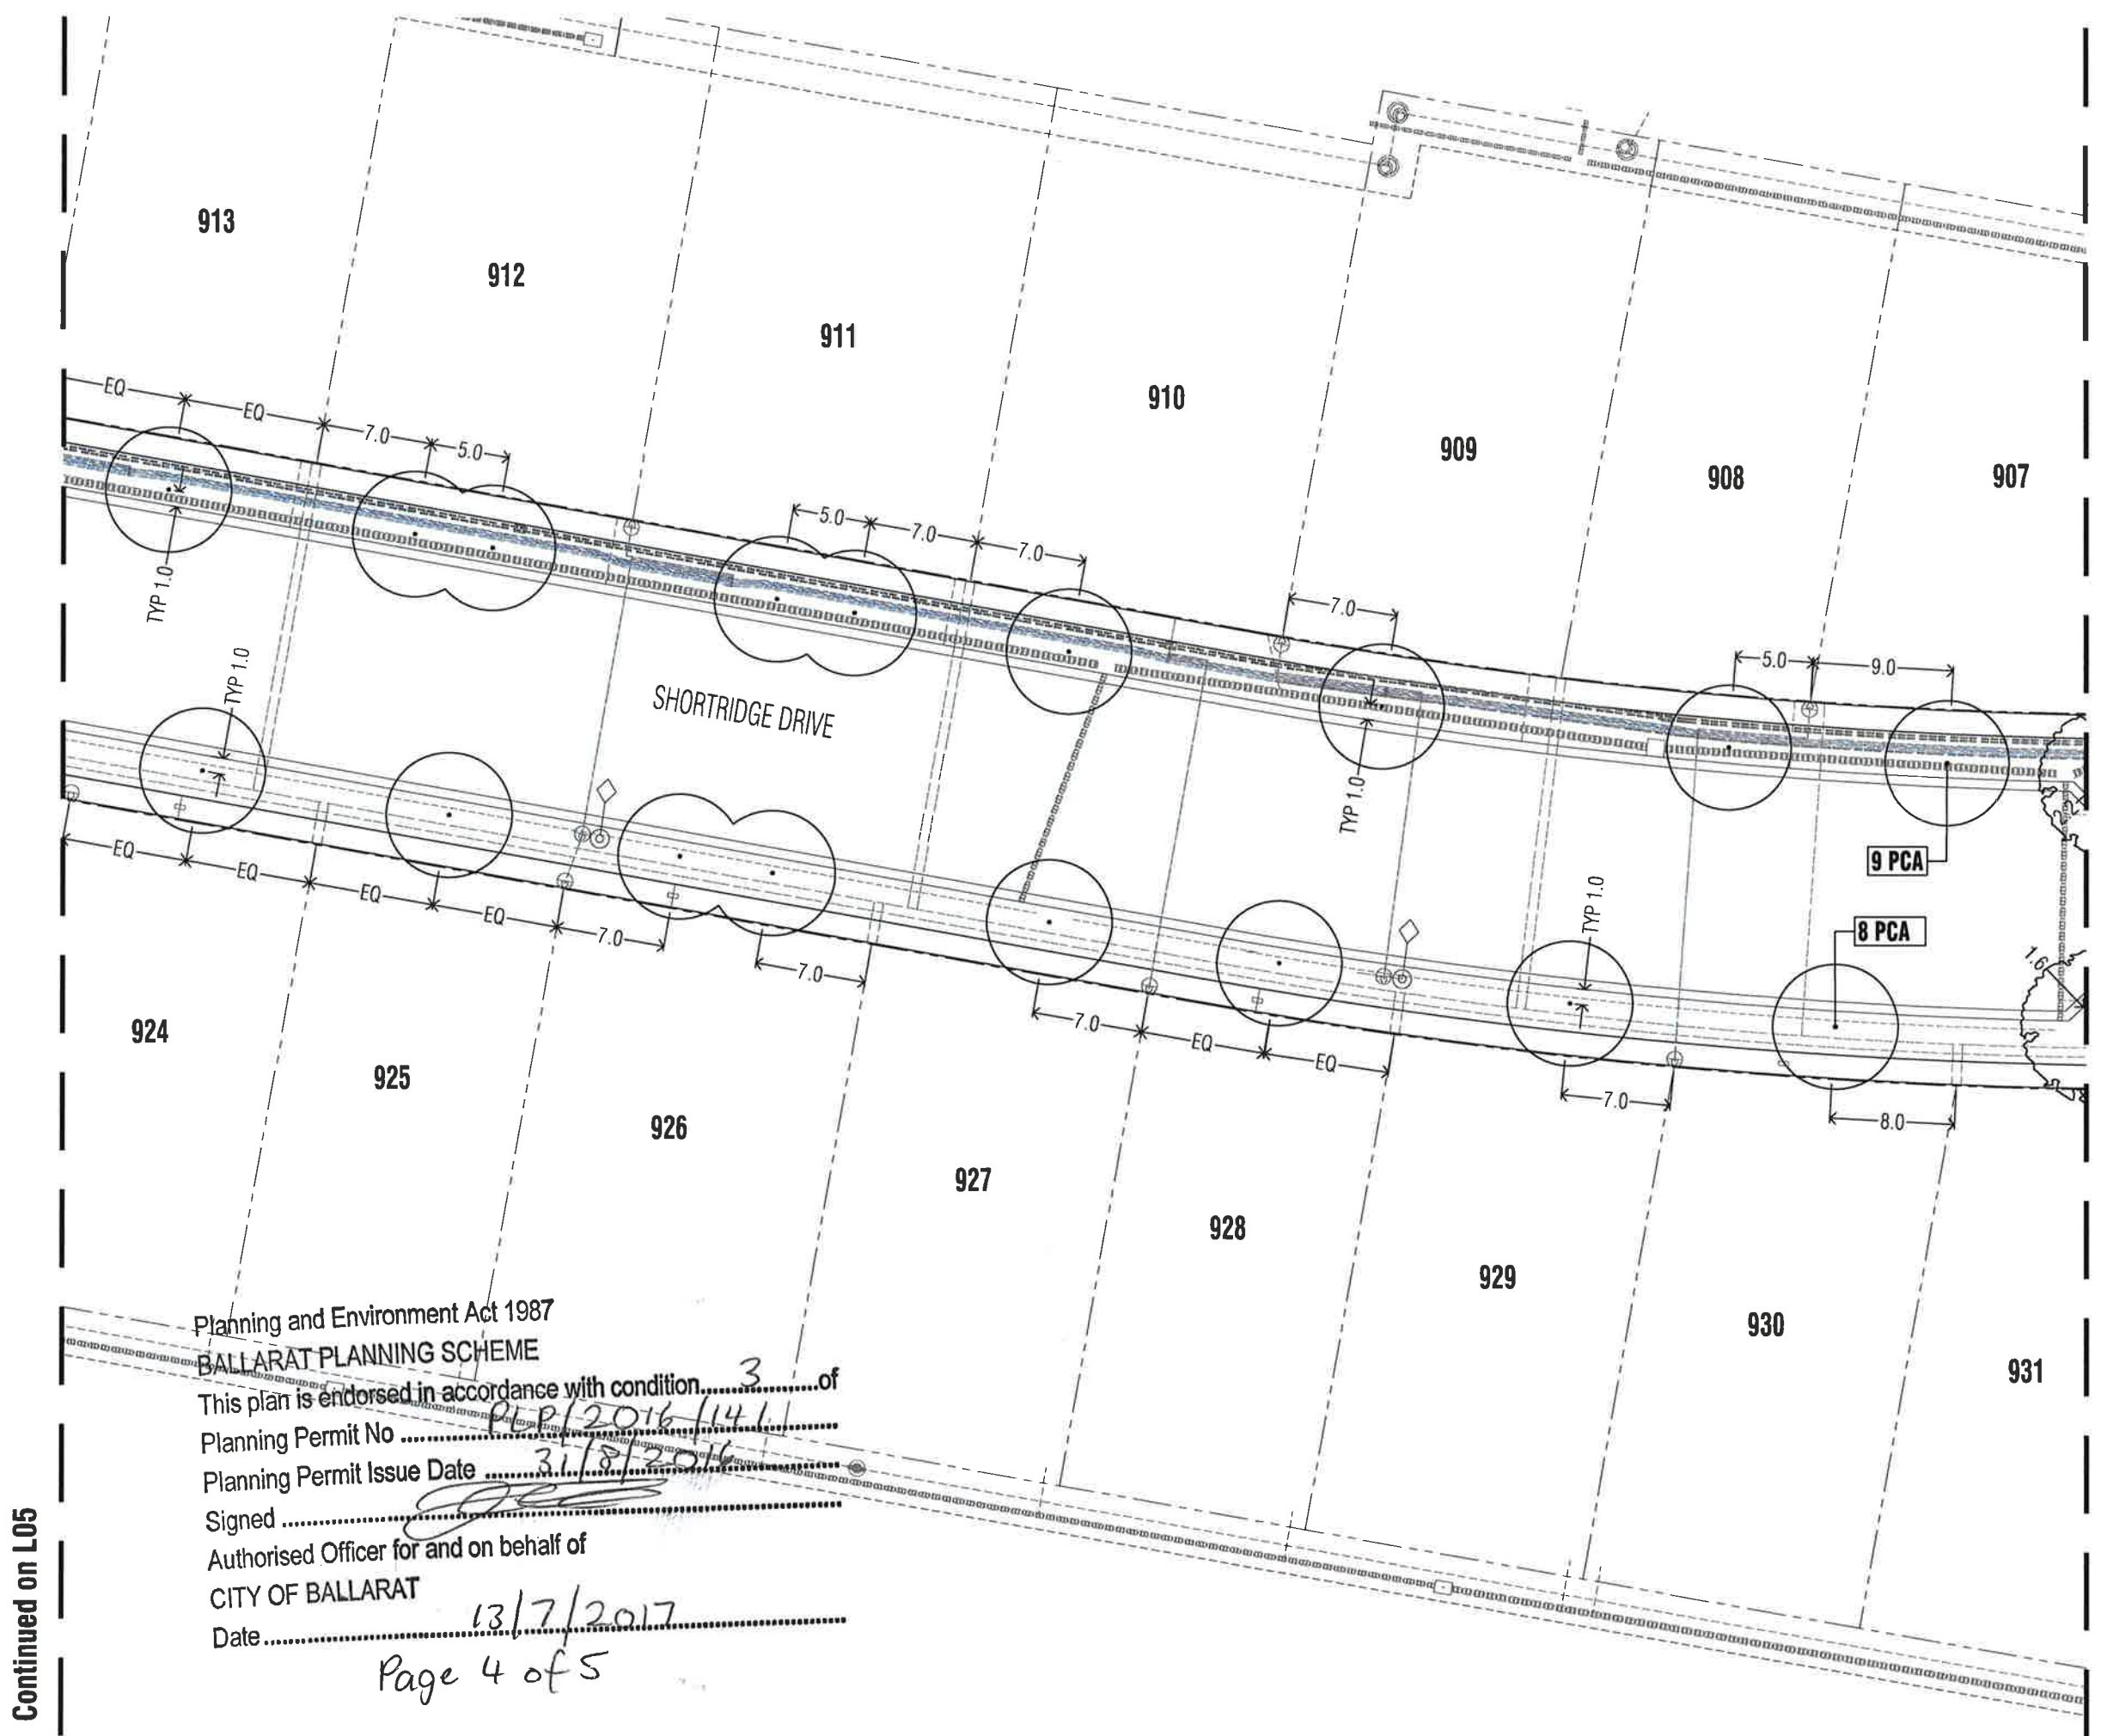 913
912
911
910
909
908
907
EQ
EQ
7.0
5.0
5.0
7.0
7.0
7.0
5.0
9.0
TYP 1.0
TYP 1.0
SHORTRIDGE DRIVE
TYP 1.0
9 PCA
TYP 1.0
8 PCA
1.6
EQ
EQ
EQ
EQ
7.0
7.0
7.0
EQ
EQ
7.0
8.0
924
925
926
927
928
929
930
931
Planning and Environment Act 1987
BALLARAT PLANNING SCHEME
This plan is endorsed in accordance with condition 3 of
Planning Permit No PLP/2016/141
Planning Permit Issue Date 31/8/2016
Signed
Authorised Officer for and on behalf of
CITY OF BALLARAT
Date 13/7/2017
Page 4 of 5
Continued on L05